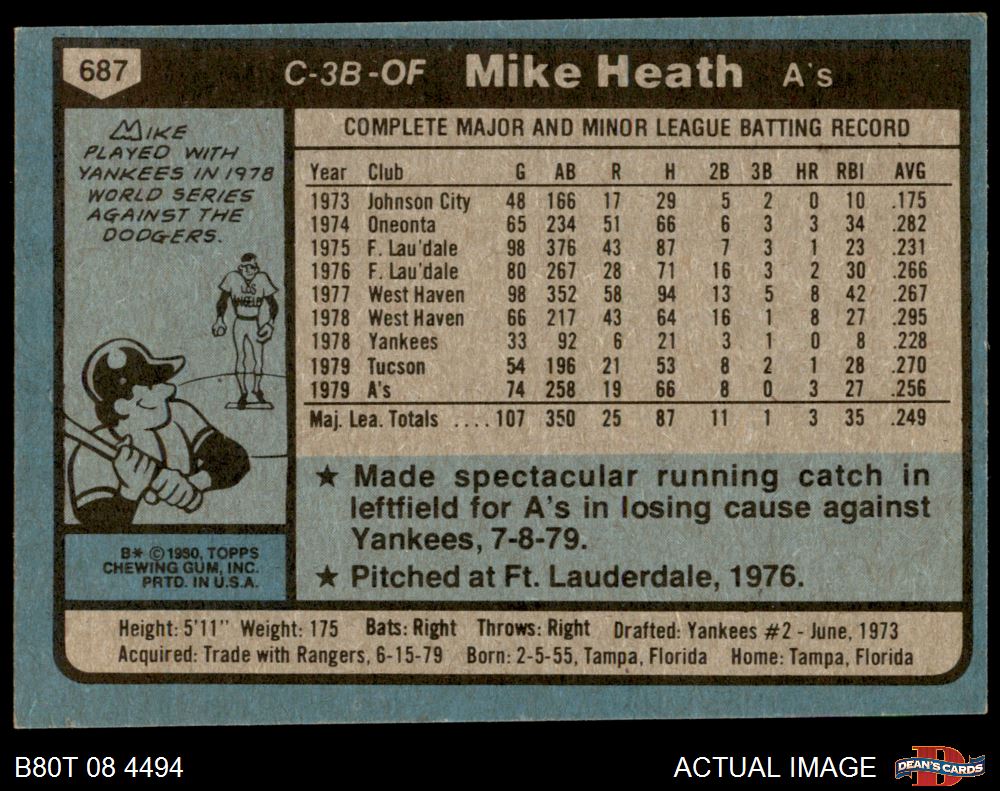 687
C-3B-OF Mike Heath A's
MIKE
PLAYED WITH
YANKEES IN 1978
WORLD SERIES
AGAINST THE
DODGERS.
LOS
ANGELES
B* © 1980, TOPPS
CHEWING GUM, INC.
PRTD. IN U.S.A.
COMPLETE MAJOR AND MINOR LEAGUE BATTING RECORD
Year Club G AB R H 2B 3B HR RBI AVG
1973 Johnson City 48 166 17 29 5 2 0 10 .175
1974 Oneonta 65 234 51 66 6 3 3 34 .282
1975 F. Lau'dale 98 376 43 87 7 3 1 23 .231
1976 F. Lau'dale 80 267 28 71 16 3 2 30 .266
1977 West Haven 98 352 58 94 13 5 8 42 .267
1978 West Haven 66 217 43 64 16 1 8 27 .295
1978 Yankees 33 92 6 21 3 1 0 8 .228
1979 Tucson 54 196 21 53 8 2 1 28 .270
1979 A's 74 258 19 66 8 0 3 27 .256
Maj. Lea. Totals ....107 350 25 87 11 1 3 35 .249
★ Made spectacular running catch in
leftfield for A's in losing cause against
Yankees, 7-8-79.
★ Pitched at Ft. Lauderdale, 1976.
Height: 5'11" Weight: 175 Bats: Right Throws: Right Drafted: Yankees #2 - June, 1973
Acquired: Trade with Rangers, 6-15-79 Born: 2-5-55, Tampa, Florida Home: Tampa, Florida
B80T 08 4494
ACTUAL IMAGE
DEAN'S CARDS